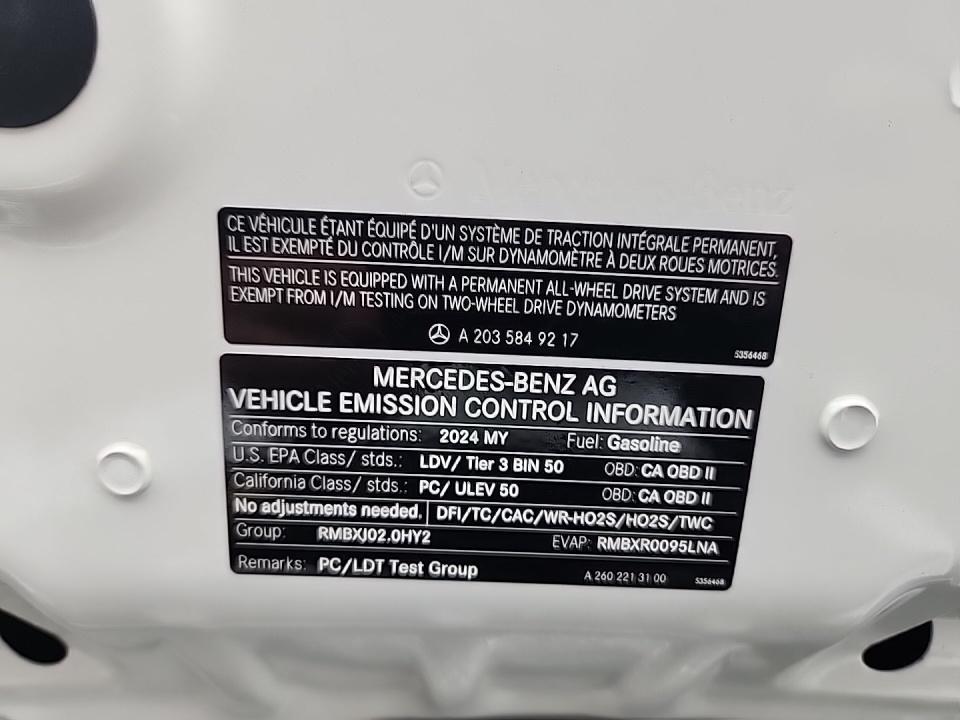 CE VÉHICULE ÉTANT ÉQUIPÉ D'UN SYSTÈME DE TRACTION INTÉGRALE PERMANENT,
IL EST EXEMPTÉ DU CONTRÔLE I/M SUR DYNAMOMÈTRE À DEUX ROUES MOTRICES.
THIS VEHICLE IS EQUIPPED WITH A PERMANENT ALL-WHEEL DRIVE SYSTEM AND IS
EXEMPT FROM I/M TESTING ON TWO-WHEEL DRIVE DYNAMOMETERS
A 203 584 92 17
5356468
MERCEDES-BENZ AG
VEHICLE EMISSION CONTROL INFORMATION
Conforms to regulations: 2024 MY Fuel: Gasoline
U.S. EPA Class/ stds.: LDV/ Tier 3 BIN 50 OBD: CA OBD II
California Class/ stds.: PC/ ULEV 50 OBD: CA OBD II
No adjustments needed. DFI/TC/CAC/WR-HO2S/HO2S/TWC
Group: RMBXJ02.0HY2 EVAP: RMBXR0095LNA
Remarks: PC/LDT Test Group A 260 221 31 00 5356468